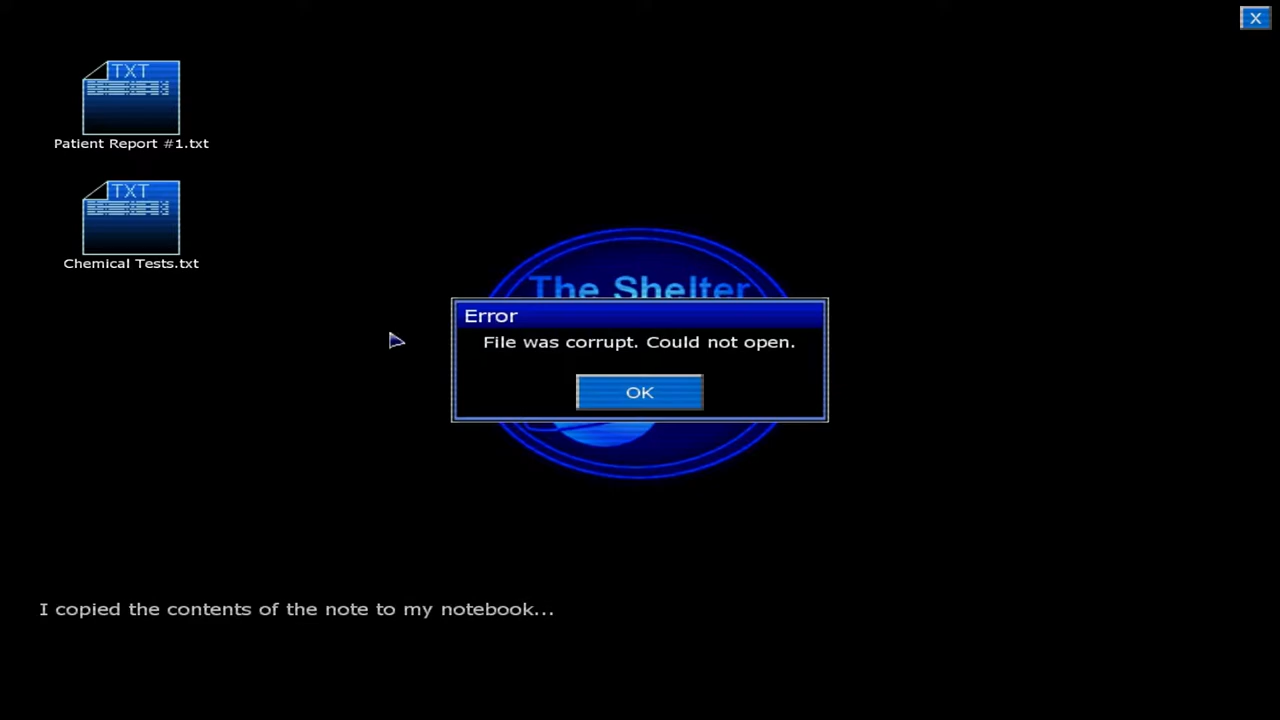 X
TXT
Patient Report #1.txt
TXT
Chemical Tests.txt
The Shelter
Error
File was corrupt. Could not open.
OK
I copied the contents of the note to my notebook...